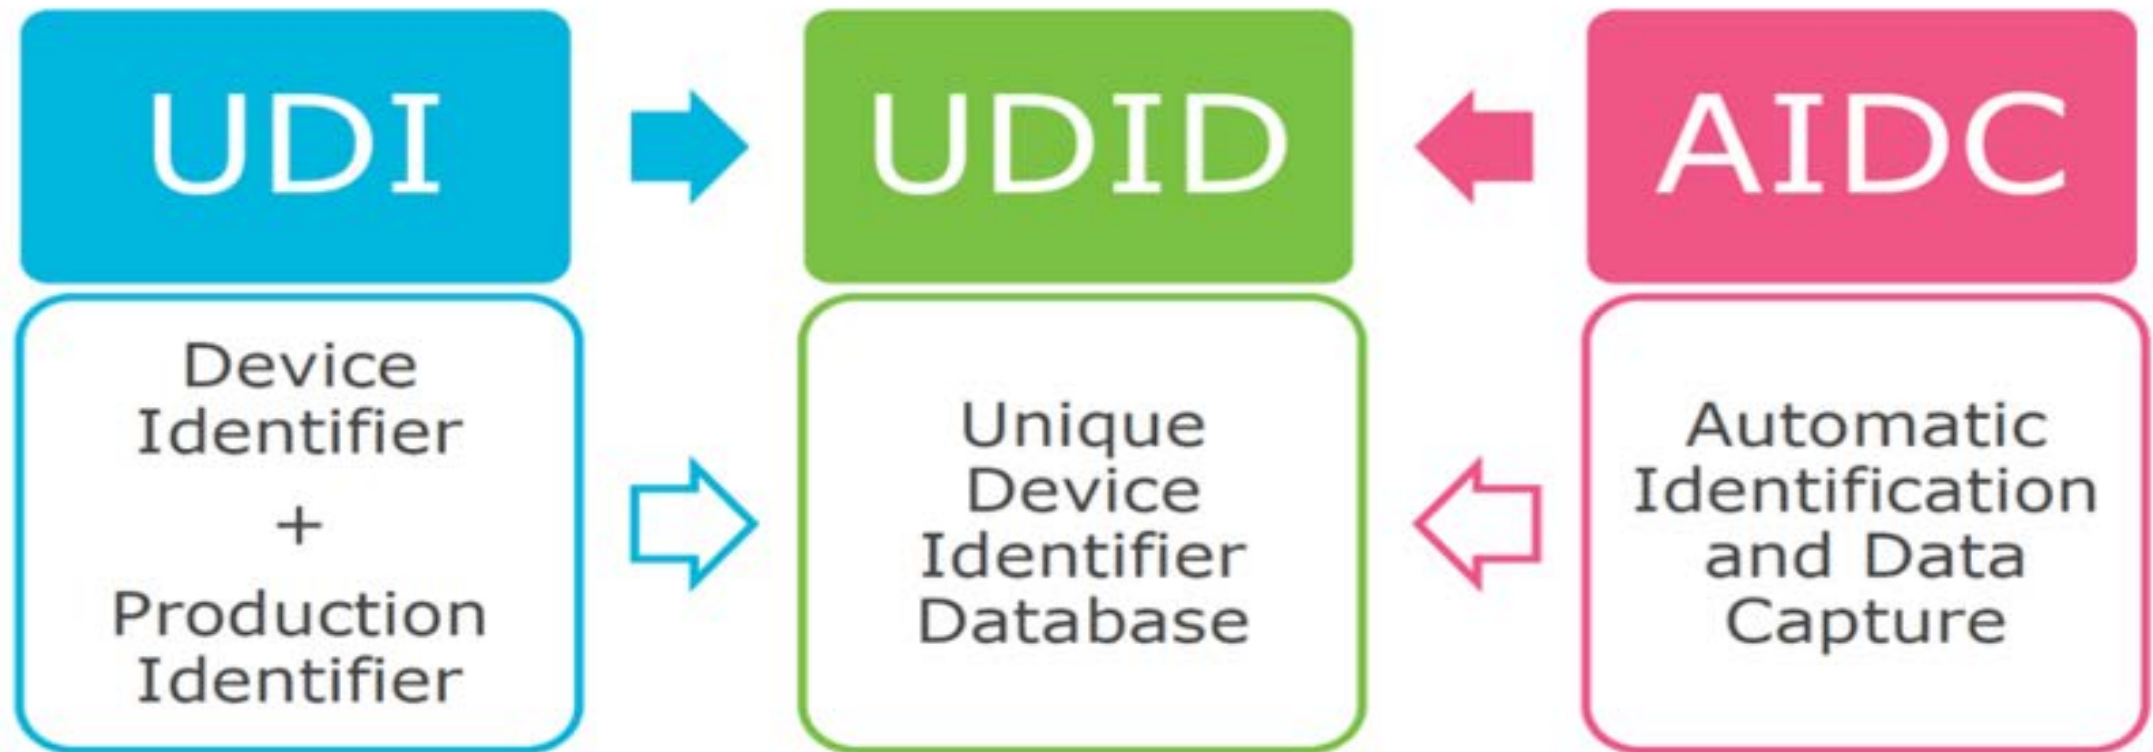 UDI
UDID
AIDC
Device
Identifier
+
Production
Identifier
Unique
Device
Identifier
Database
Automatic
Identification
and Data
Capture